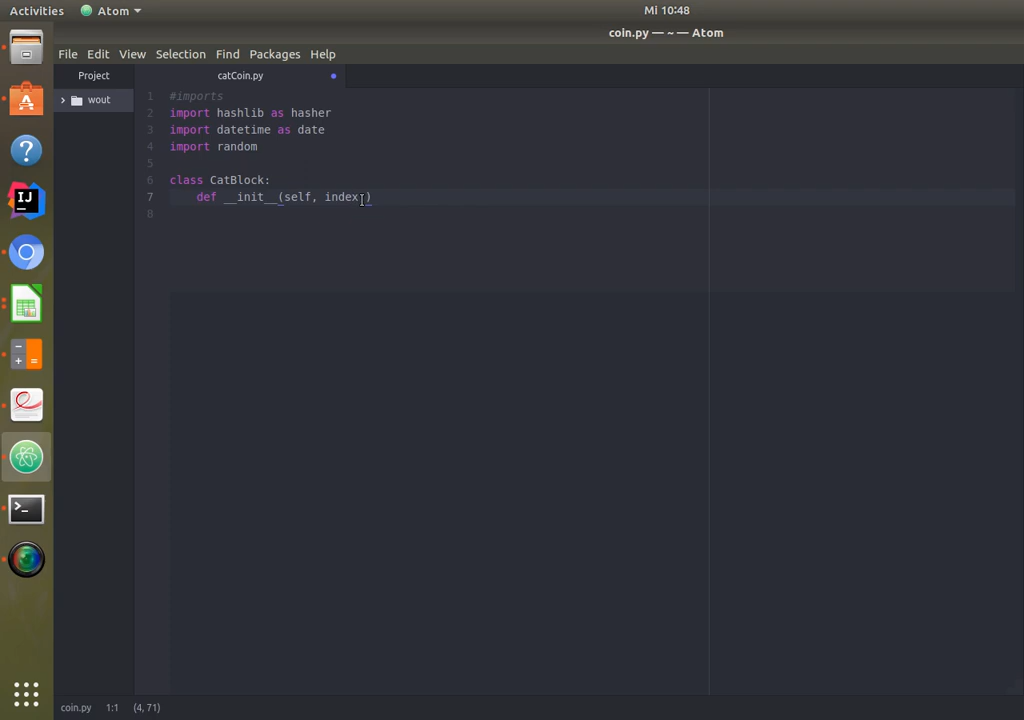 Activities Atom Mi 10:48
coin.py — ~ — Atom
File Edit View Selection Find Packages Help
Project catCoin.py
wout
1 #imports
2 import hashlib as hasher
3 import datetime as date
4 import random
5
6 class CatBlock:
7 def __init__(self, index)
8
coin.py 1:1 (4, 71)